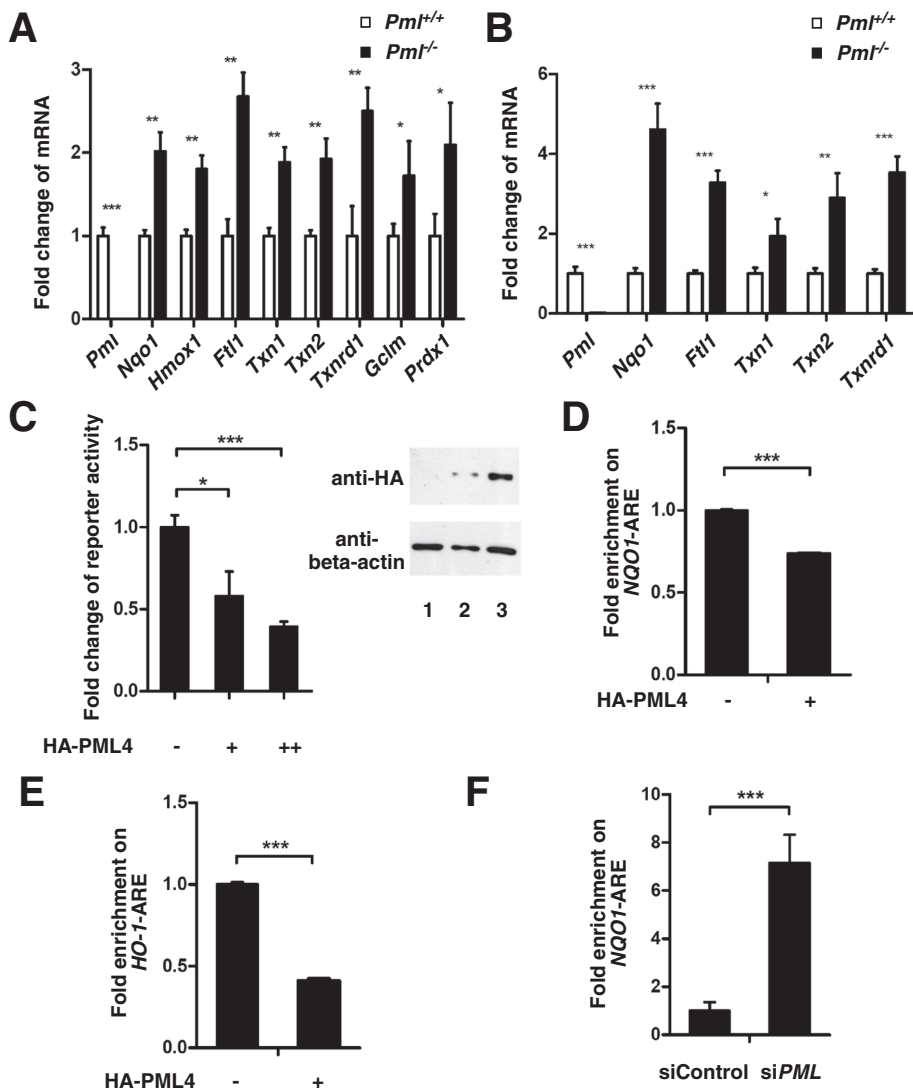 A
Pml+/+
Pml-/-
Fold change of mRNA
3
2
1
0
***
**
**
**
**
**
**
*
*
Pml
Nqo1
Hmox1
Ftl1
Txn1
Txn2
Txnrd1
Gclm
Prdx1
B
Pml+/+
Pml-/-
Fold change of mRNA
6
4
2
0
***
***
***
*
**
***
Pml
Nqo1
Ftl1
Txn1
Txn2
Txnrd1
C
Fold change of reporter activity
1.5
1.0
0.5
0.0
***
*
HA-PML4 - + ++
anti-HA
anti-
beta-actin
1 2 3
D
Fold enrichment on
NQO1-ARE
1.5
1.0
0.5
0.0
***
HA-PML4 - +
E
Fold enrichment on
HO-1-ARE
1.5
1.0
0.5
0.0
***
HA-PML4 - +
F
Fold enrichment on
NQO1-ARE
10
8
6
4
2
0
***
siControl siPML